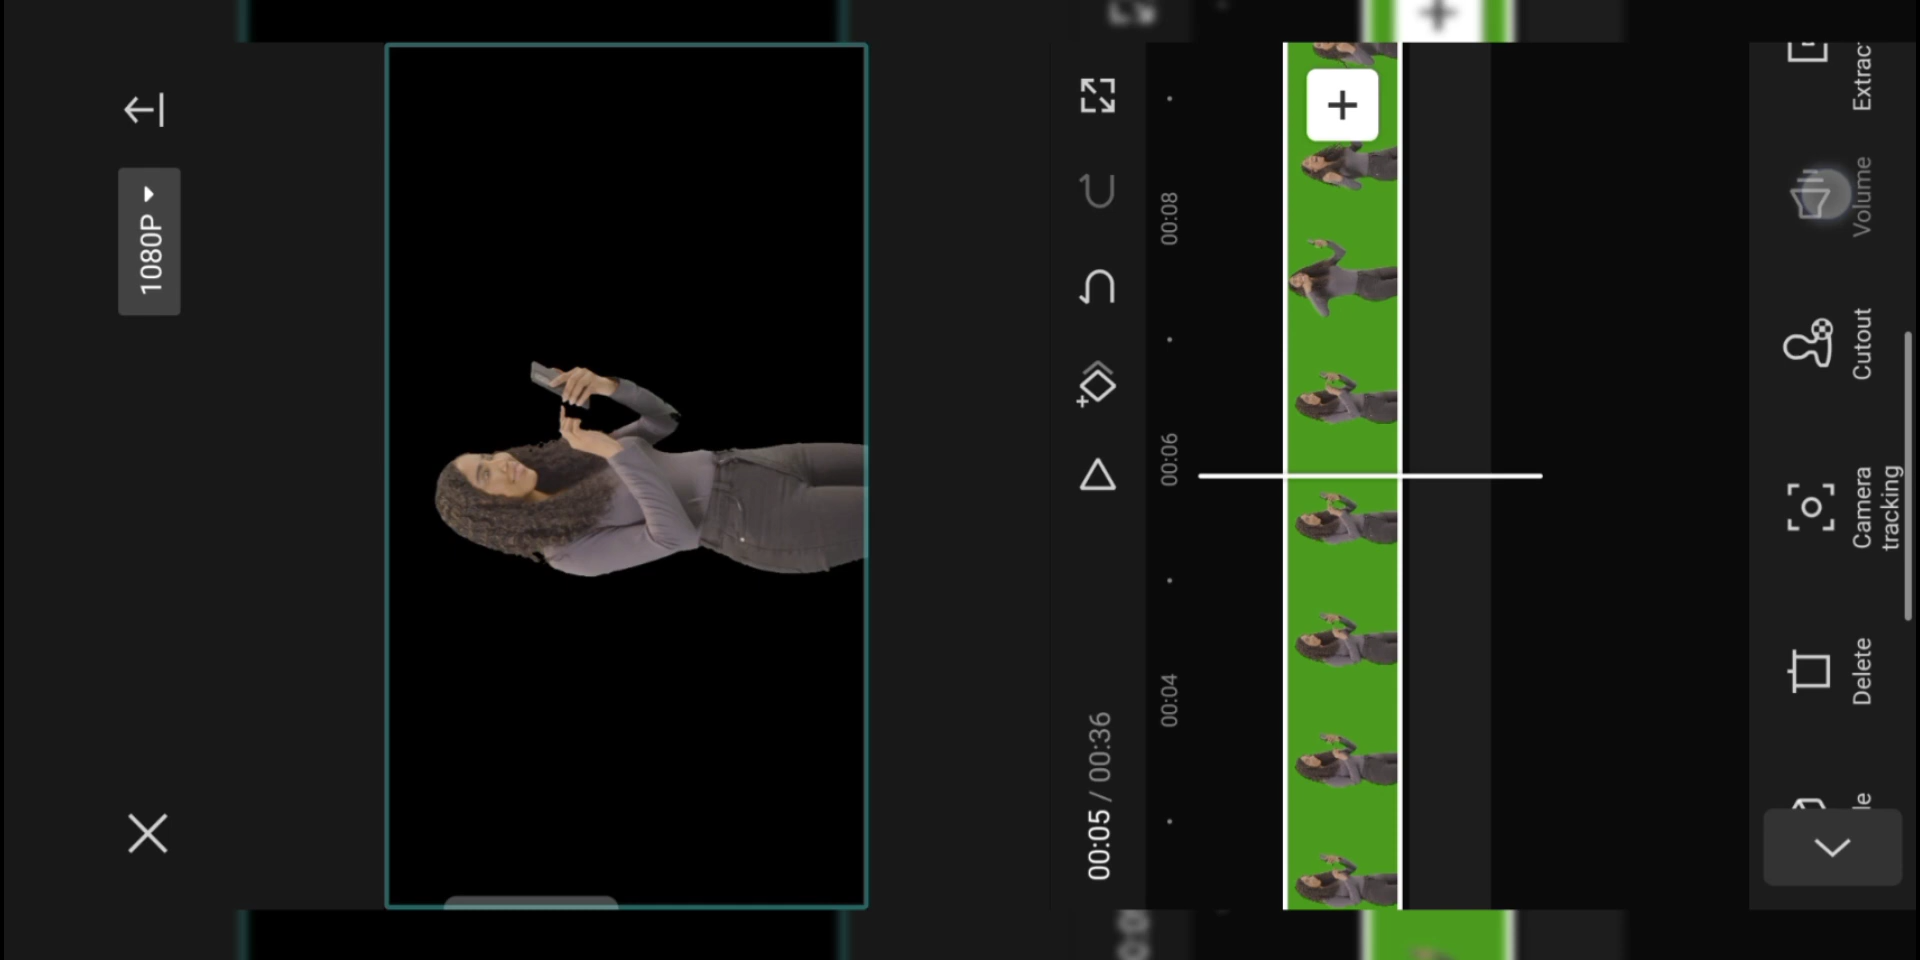 1080P
00:05 / 00:36
00:04
00:06
00:08
le
Delete
Camera
tracking
Cutout
Volume
Extrac